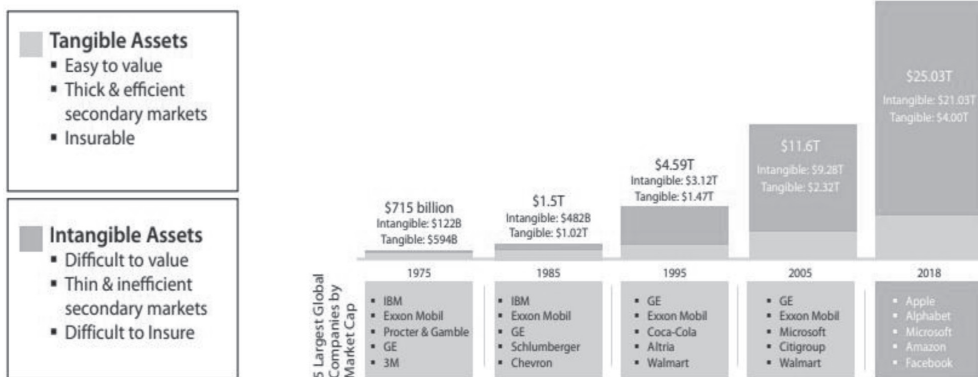 Tangible Assets
▪ Easy to value
▪ Thick & efficient
secondary markets
▪ Insurable
Intangible Assets
▪ Difficult to value
▪ Thin & inefficient
secondary markets
▪ Difficult to Insure
$715 billion
Intangible: $122B
Tangible: $594B
$1.5T
Intangible: $482B
Tangible: $1.02T
$4.59T
Intangible: $3.12T
Tangible: $1.47T
$11.6T
Intangible: $9.28T
Tangible: $2.32T
$25.03T
Intangible: $21.03T
Tangible: $4.00T
1975
1985
1995
2005
2018
5 Largest Global
Companies by
Market Cap
▪ IBM
▪ Exxon Mobil
▪ Procter & Gamble
▪ GE
▪ 3M
▪ IBM
▪ Exxon Mobil
▪ GE
▪ Schlumberger
▪ Chevron
▪ GE
▪ Exxon Mobil
▪ Coca-Cola
▪ Altria
▪ Walmart
▪ GE
▪ Exxon Mobil
▪ Microsoft
▪ Citigroup
▪ Walmart
▪ Apple
▪ Alphabet
▪ Microsoft
▪ Amazon
▪ Facebook